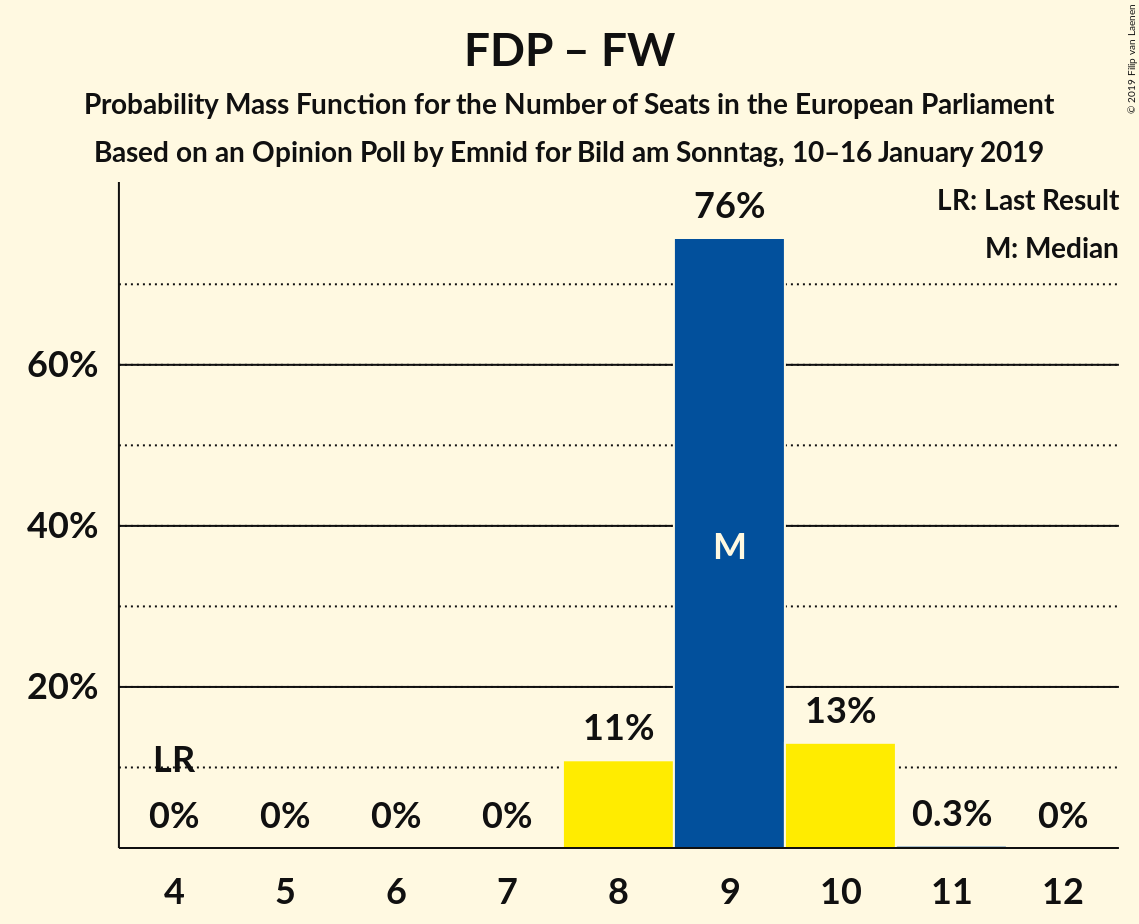 FDP – FW
Probability Mass Function for the Number of Seats in the European Parliament
Based on an Opinion Poll by Emnid for Bild am Sonntag, 10–16 January 2019
© 2019 Filip van Laenen
LR: Last Result
M: Median
76%
60%
40%
20%
M
LR
0%
0%
0%
0%
11%
13%
0.3%
0%
4 5 6 7 8 9 10 11 12